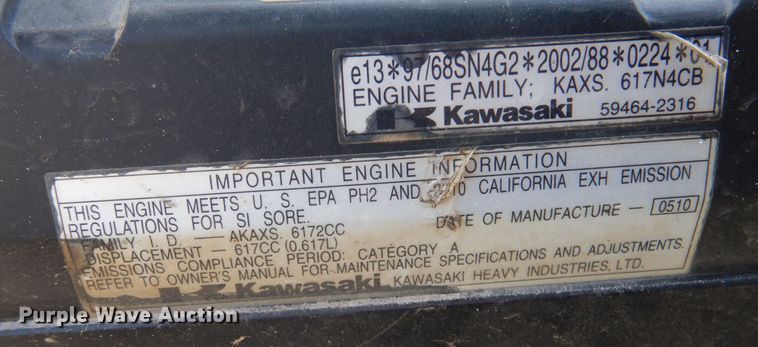 e13*97/68SN4G2*2002/88*0224*01
ENGINE FAMILY; KAXS. 617N4CB
Kawasaki 59464-2316
IMPORTANT ENGINE INFORMATION
THIS ENGINE MEETS U. S. EPA PH2 AND 2010 CALIFORNIA EXH EMISSION
REGULATIONS FOR SI SORE.
DATE OF MANUFACTURE — 0510
FAMILY I. D. — AKAXS. 6172CC
DISPLACEMENT — 617CC (0.617L)
EMISSIONS COMPLIANCE PERIOD: CATEGORY A
REFER TO OWNER'S MANUAL FOR MAINTENANCE SPECIFICATIONS AND ADJUSTMENTS.
Kawasaki KAWASAKI HEAVY INDUSTRIES, LTD.
Purple Wave Auction